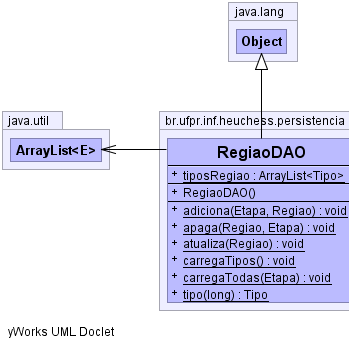 java.lang
Object
java.util
ArrayList<E>
br.ufpr.inf.heuchess.persistencia
RegiaoDAO
+ tiposRegiao : ArrayList<Tipo>
+ RegiaoDAO()
+ adiciona(Etapa, Regiao) : void
+ apaga(Regiao, Etapa) : void
+ atualiza(Regiao) : void
+ carregaTipos() : void
+ carregaTodas(Etapa) : void
+ tipo(long) : Tipo
yWorks UML Doclet